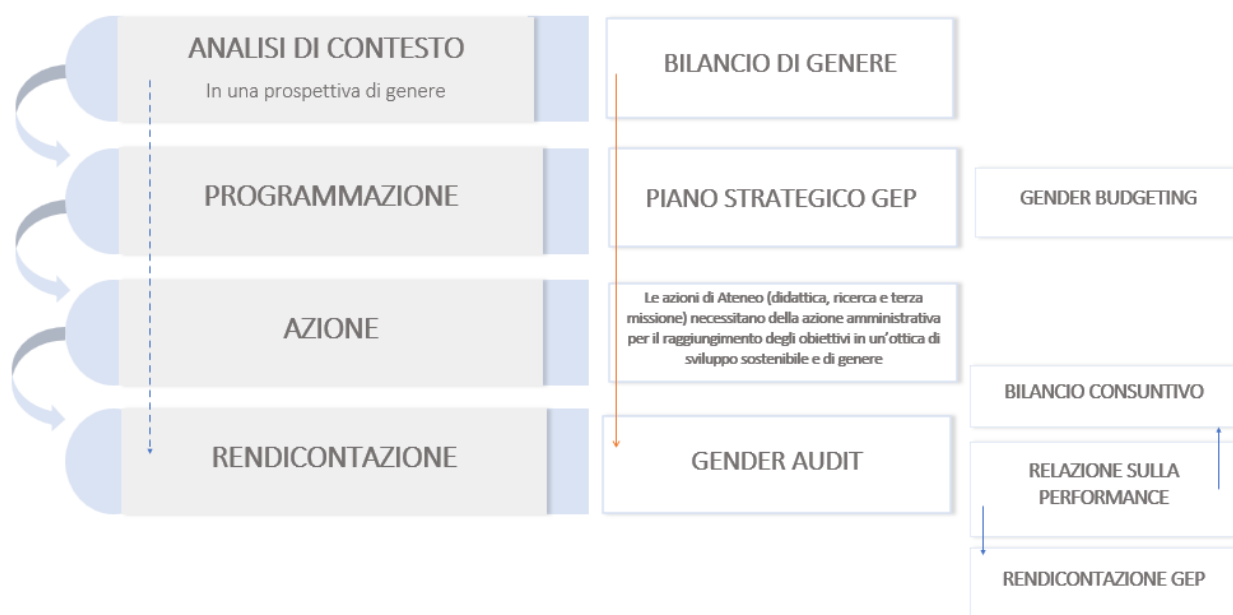 ANALISI DI CONTESTO
In una prospettiva di genere
BILANCIO DI GENERE
PROGRAMMAZIONE
PIANO STRATEGICO GEP
GENDER BUDGETING
AZIONE
Le azioni di Ateneo (didattica, ricerca e terza
missione) necessitano della azione amministrativa
per il raggiungimento degli obiettivi in un'ottica di
sviluppo sostenibile e di genere
RENDICONTAZIONE
GENDER AUDIT
BILANCIO CONSUNTIVO
RELAZIONE SULLA
PERFORMANCE
RENDICONTAZIONE GEP